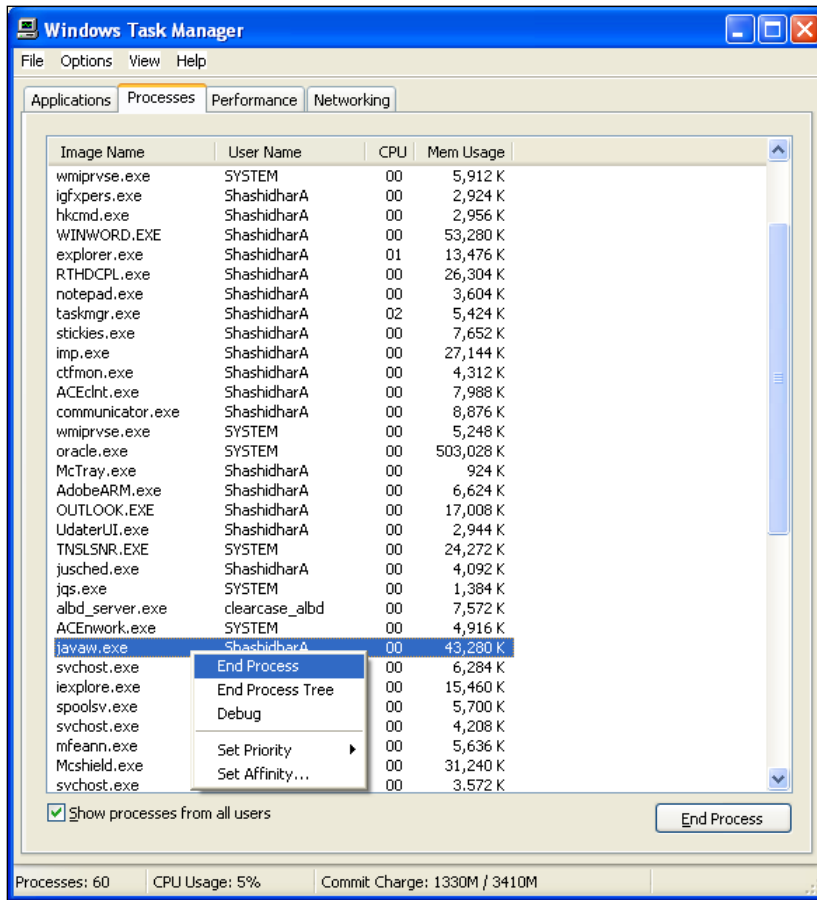 Windows Task Manager
File Options View Help
Applications Processes Performance Networking
Image Name User Name CPU Mem Usage
wmiprvse.exe SYSTEM 00 5,912 K
igfxpers.exe ShashidharA 00 2,924 K
hkcmd.exe ShashidharA 00 2,956 K
WINWORD.EXE ShashidharA 00 53,280 K
explorer.exe ShashidharA 01 13,476 K
RTHDCPL.exe ShashidharA 00 26,304 K
notepad.exe ShashidharA 00 3,604 K
taskmgr.exe ShashidharA 02 5,424 K
stickies.exe ShashidharA 00 7,652 K
imp.exe ShashidharA 00 27,144 K
ctfmon.exe ShashidharA 00 4,312 K
ACEclnt.exe ShashidharA 00 7,988 K
communicator.exe ShashidharA 00 8,876 K
wmiprvse.exe SYSTEM 00 5,248 K
oracle.exe SYSTEM 00 503,028 K
McTray.exe ShashidharA 00 924 K
AdobeARM.exe ShashidharA 00 6,624 K
OUTLOOK.EXE ShashidharA 00 17,008 K
UdaterUI.exe ShashidharA 00 2,944 K
TNSLSNR.EXE SYSTEM 00 24,272 K
jusched.exe ShashidharA 00 4,092 K
jqs.exe SYSTEM 00 1,384 K
albd_server.exe clearcase_albd 00 7,572 K
ACEnwork.exe SYSTEM 00 4,916 K
javaw.exe ShashidharA 00 43,280 K
svchost.exe 00 6,284 K
iexplore.exe 00 15,460 K
spoolsv.exe 00 5,700 K
svchost.exe 00 4,208 K
mfeann.exe 00 5,636 K
Mcshield.exe 00 31,240 K
svchost.exe 00 3,572 K
End Process
End Process Tree
Debug
Set Priority
Set Affinity...
Show processes from all users
End Process
Processes: 60 CPU Usage: 5% Commit Charge: 1330M / 3410M